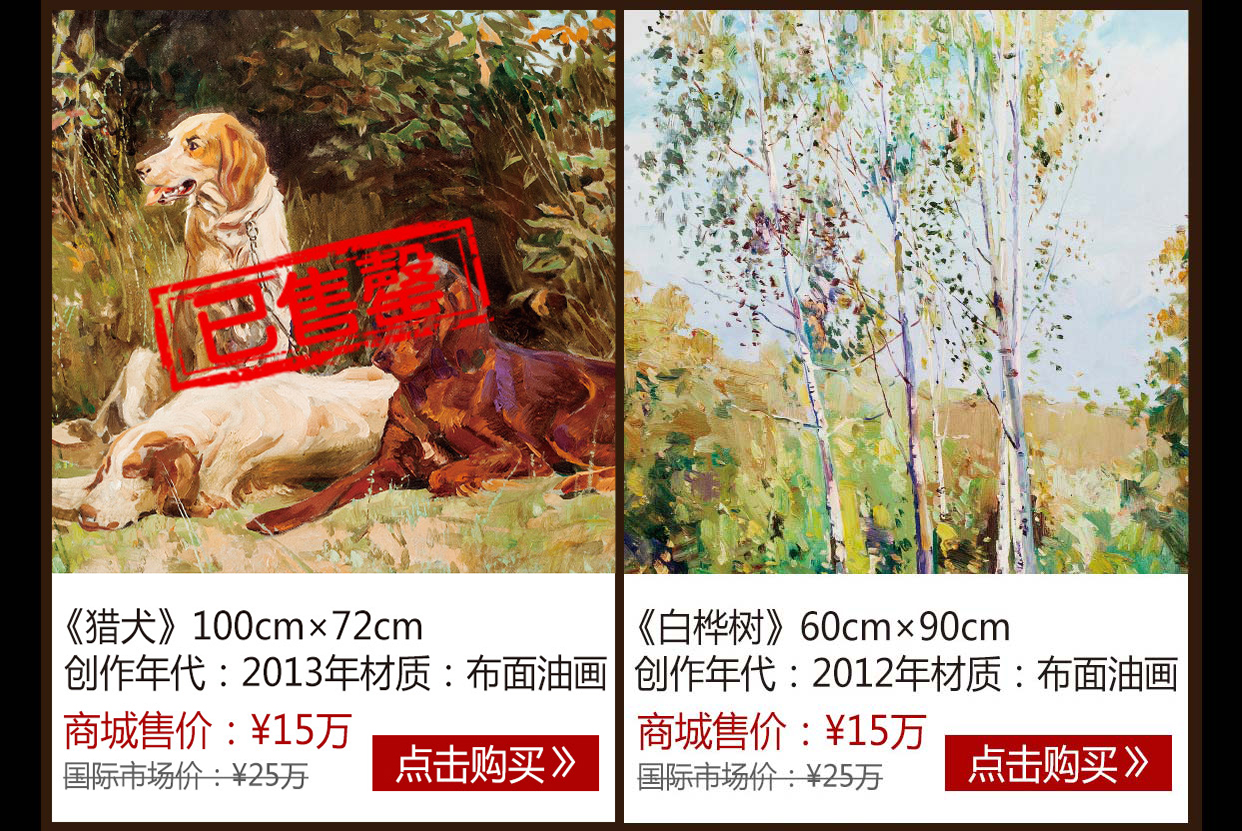 已售罄
《猎犬》100cm×72cm
创作年代：2013年材质：布面油画
商城售价：¥15万
国际市场价：¥25万
点击购买》
《白桦树》60cm×90cm
创作年代：2012年材质：布面油画
商城售价：¥15万
国际市场价：¥25万
点击购买》